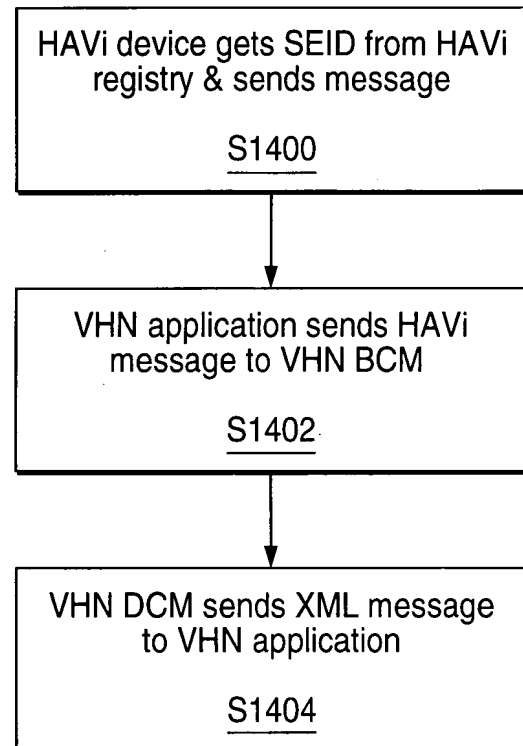 HAVi device gets SEID from HAVi
registry & sends message
S1400
VHN application sends HAVi
message to VHN BCM
S1402
VHN DCM sends XML message
to VHN application
S1404